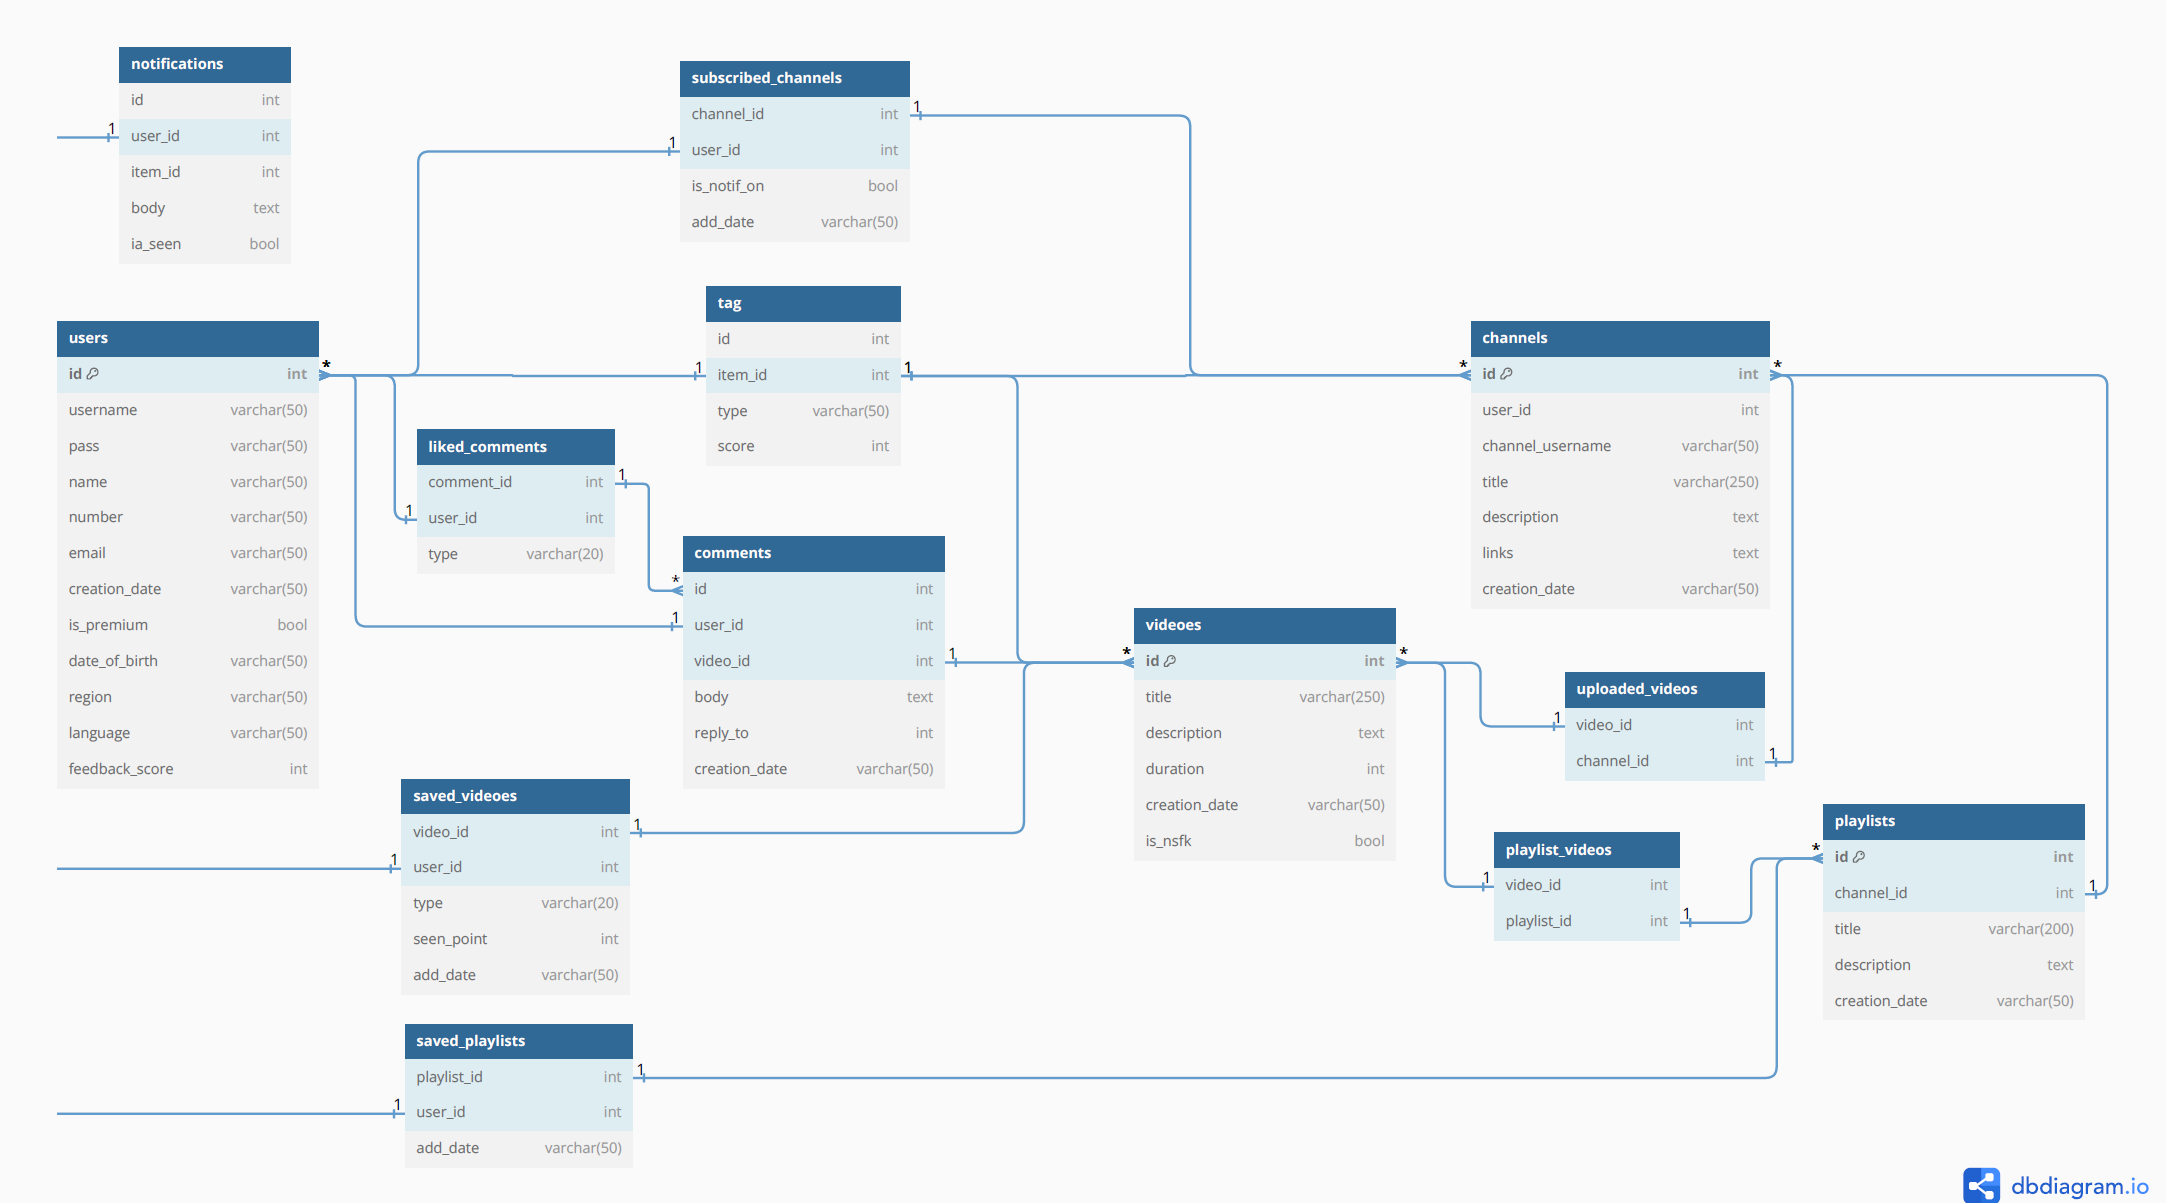 notifications
id int
1
user_id int
item_id int
body text
ia_seen bool
subscribed_channels
channel_id int
1
1
user_id int
is_notif_on bool
add_date varchar(50)
tag
id int
1
item_id int
1
type varchar(50)
score int
users
id int
*
username varchar(50)
pass varchar(50)
name varchar(50)
number varchar(50)
email varchar(50)
creation_date varchar(50)
is_premium bool
date_of_birth varchar(50)
region varchar(50)
language varchar(50)
feedback_score int
liked_comments
comment_id int
1
1
user_id int
type varchar(20)
comments
*
id int
1
user_id int
video_id int
1
body text
reply_to int
creation_date varchar(50)
channels
*
id int
*
user_id int
channel_username varchar(50)
title varchar(250)
description text
links text
creation_date varchar(50)
videoes
*
id int
*
title varchar(250)
description text
duration int
creation_date varchar(50)
is_nsfk bool
uploaded_videos
1
video_id int
channel_id int
1
saved_videoes
video_id int
1
1
user_id int
type varchar(20)
seen_point int
add_date varchar(50)
playlist_videos
1
video_id int
playlist_id int
1
playlists
*
id int
channel_id int
1
title varchar(200)
description text
creation_date varchar(50)
saved_playlists
playlist_id int
1
1
user_id int
add_date varchar(50)
dbdiagram.io